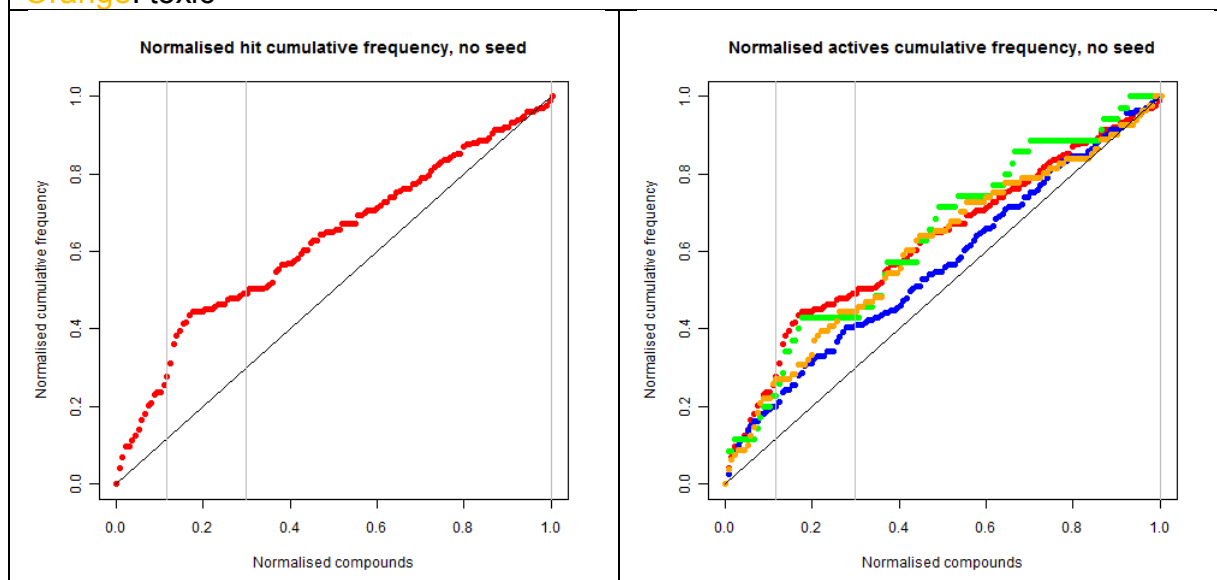 Orange: toxic
Normalised hit cumulative frequency, no seed
Normalised cumulative frequency
1.0
0.8
0.6
0.4
0.2
0.0
0.0 0.2 0.4 0.6 0.8 1.0
Normalised compounds
Normalised actives cumulative frequency, no seed
Normalised cumulative frequency
1.0
0.8
0.6
0.4
0.2
0.0
0.0 0.2 0.4 0.6 0.8 1.0
Normalised compounds